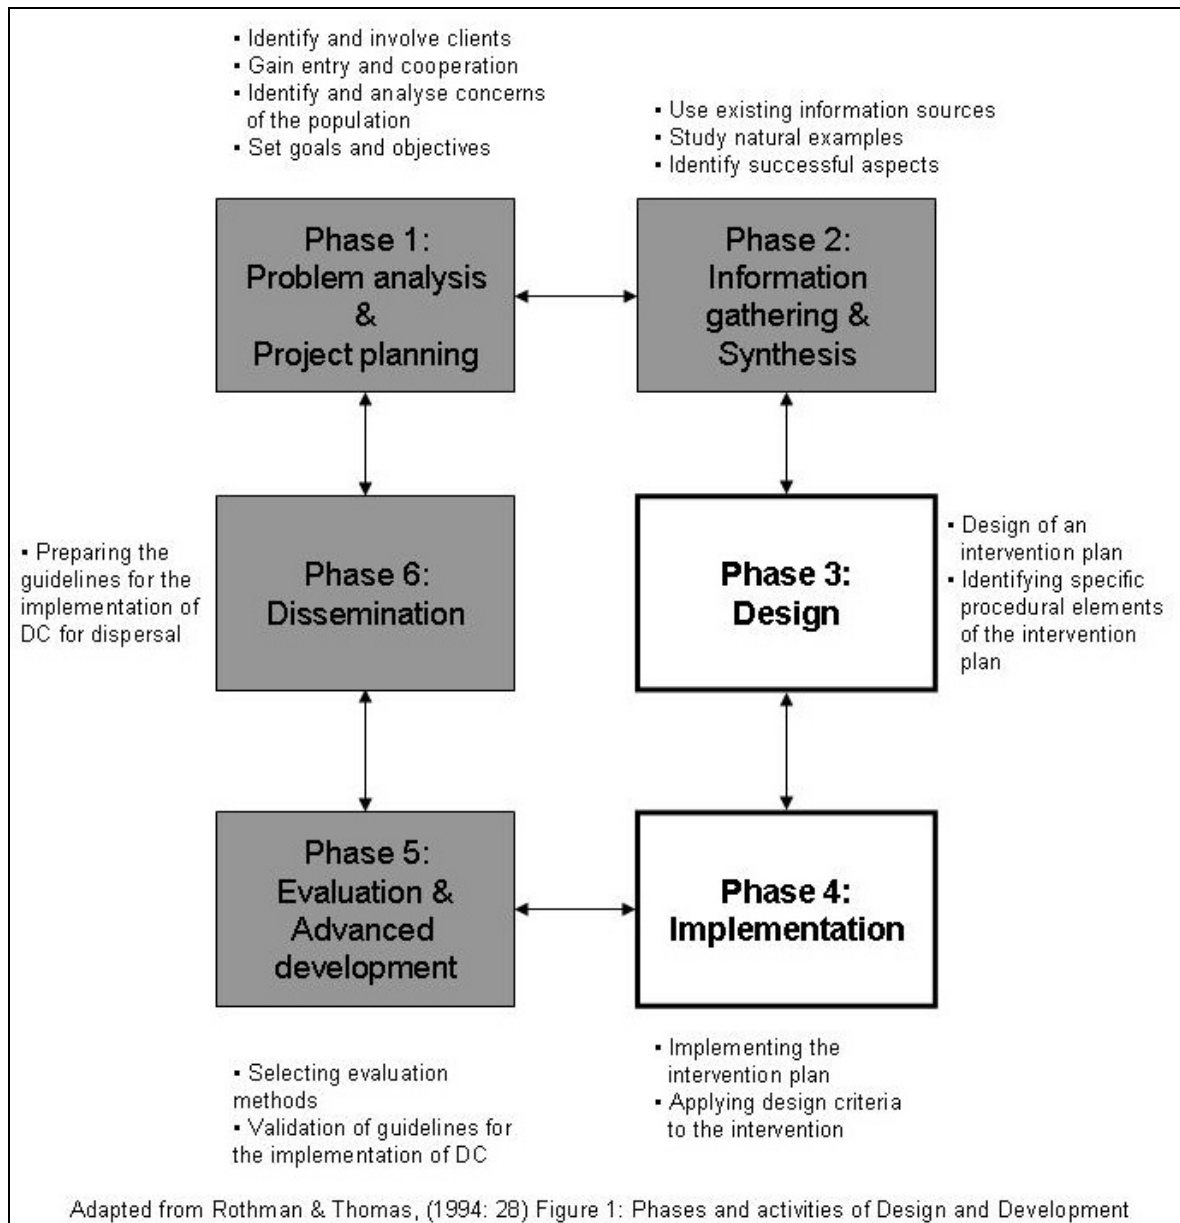 ▪ Identify and involve clients
▪ Gain entry and cooperation
▪ Identify and analyse concerns
of the population
▪ Set goals and objectives
▪ Use existing information sources
▪ Study natural examples
▪ Identify successful aspects
Phase 1:
Problem analysis
&
Project planning
Phase 2:
Information
gathering &
Synthesis
▪ Preparing the
guidelines for the
implementation of
DC for dispersal
Phase 6:
Dissemination
Phase 3:
Design
▪ Design of an
intervention plan
▪ Identifying specific
procedural elements
of the intervention
plan
Phase 5:
Evaluation &
Advanced
development
Phase 4:
Implementation
▪ Selecting evaluation
methods
▪ Validation of guidelines for
the implementation of DC
▪ Implementing the
intervention plan
▪ Applying design criteria
to the intervention
Adapted from Rothman & Thomas, (1994: 28) Figure 1: Phases and activities of Design and Development